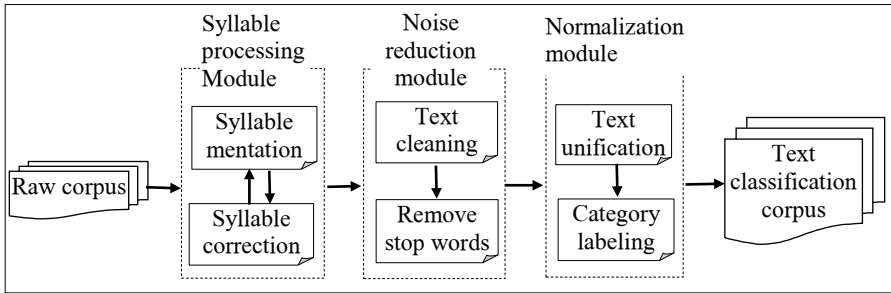 Raw corpus
Syllable
processing
Module
Syllable
mentation
Syllable
correction
Noise
reduction
module
Text
cleaning
Remove
stop words
Normalization
module
Text
unification
Category
labeling
Text
classification
corpus